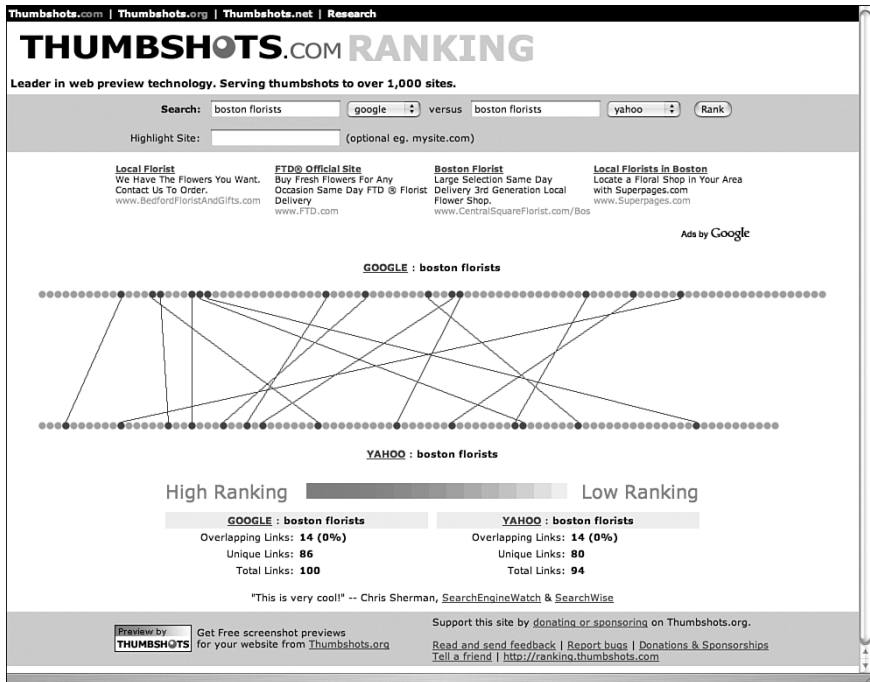 Thumbshots.com | Thumbshots.org | Thumbshots.net | Research
THUMBSHOTS.COM RANKING
Leader in web preview technology. Serving thumbshots to over 1,000 sites.
Search: boston florists google versus boston florists yahoo Rank
Highlight Site: (optional eg. mysite.com)
Local Florist
We Have The Flowers You Want.
Contact Us To Order.
www.BedfordFloristAndGifts.com
FTD® Official Site
Buy Fresh Flowers For Any
Occasion Same Day FTD ® Florist
Delivery
www.FTD.com
Boston Florist
Large Selection Same Day
Delivery 3rd Generation Local
Flower Shop.
www.CentralSquareFlorist.com/Bos
Local Florists in Boston
Locate a Floral Shop in Your Area
with Superpages.com
www.Superpages.com
Ads by Google
GOOGLE : boston florists
YAHOO : boston florists
High Ranking Low Ranking
GOOGLE : boston florists
Overlapping Links: 14 (0%)
Unique Links: 86
Total Links: 100
YAHOO : boston florists
Overlapping Links: 14 (0%)
Unique Links: 80
Total Links: 94
"This is very cool!" -- Chris Sherman, SearchEngineWatch & SearchWise
Preview by
THUMBSHOTS
Get Free screenshot previews
for your website from Thumbshots.org
Support this site by donating or sponsoring on Thumbshots.org.
Read and send feedback | Report bugs | Donations & Sponsorships
Tell a friend | http://ranking.thumbshots.com